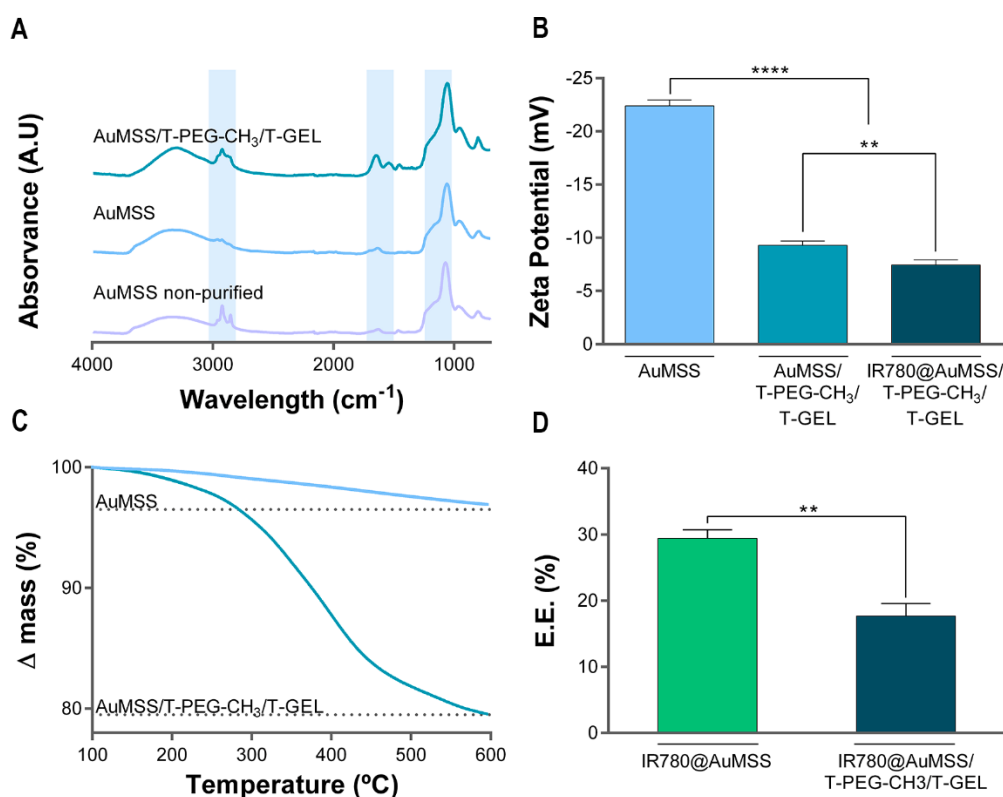 A
Absorvance (A.U)
AuMSS/T-PEG-CH₃/T-GEL
AuMSS
AuMSS non-purified
4000
3000
2000
1000
Wavelength (cm⁻¹)
B
Zeta Potential (mV)
-25
-20
-15
-10
-5
0
****
**
AuMSS
AuMSS/
T-PEG-CH₃/
T-GEL
IR780@AuMSS/
T-PEG-CH₃/
T-GEL
C
Δ mass (%)
100
90
80
AuMSS
AuMSS/T-PEG-CH₃/T-GEL
100
200
300
400
500
600
Temperature (ºC)
D
E.E. (%)
40
30
20
10
0
**
IR780@AuMSS
IR780@AuMSS/
T-PEG-CH3/T-GEL